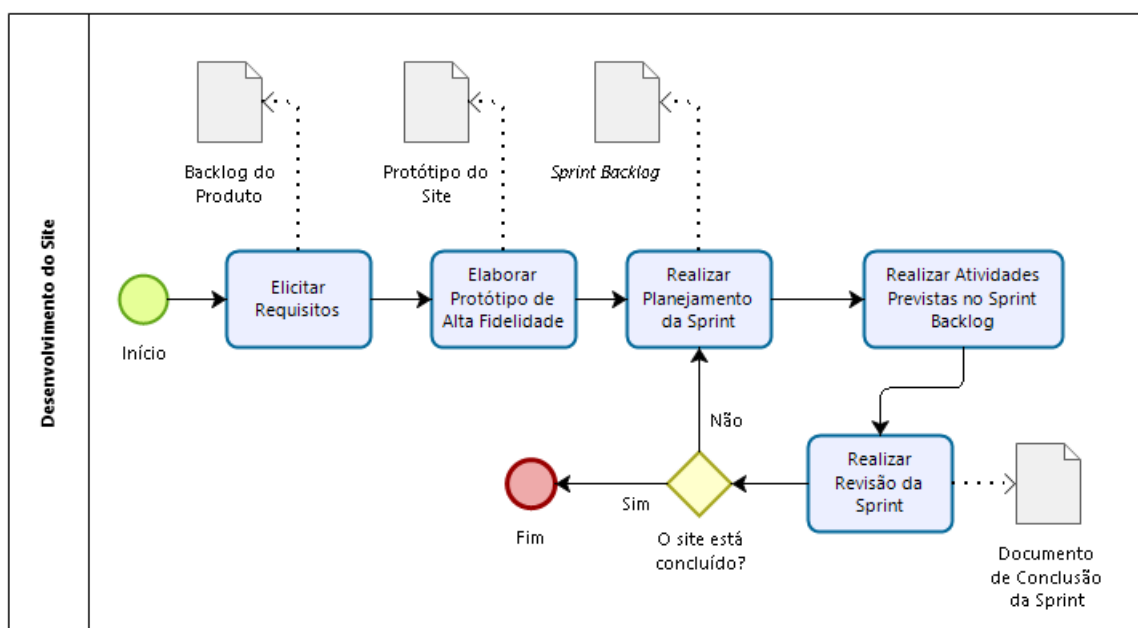 Desenvolvimento do Site
Backlog do
Produto
Protótipo do
Site
Sprint Backlog
Início
Elicitar
Requisitos
Elaborar
Protótipo de
Alta Fidelidade
Realizar
Planejamento
da Sprint
Realizar Atividades
Previstas no Sprint
Backlog
Não
Sim
Fim
O site está
concluído?
Realizar
Revisão da
Sprint
Documento
de Conclusão
da Sprint